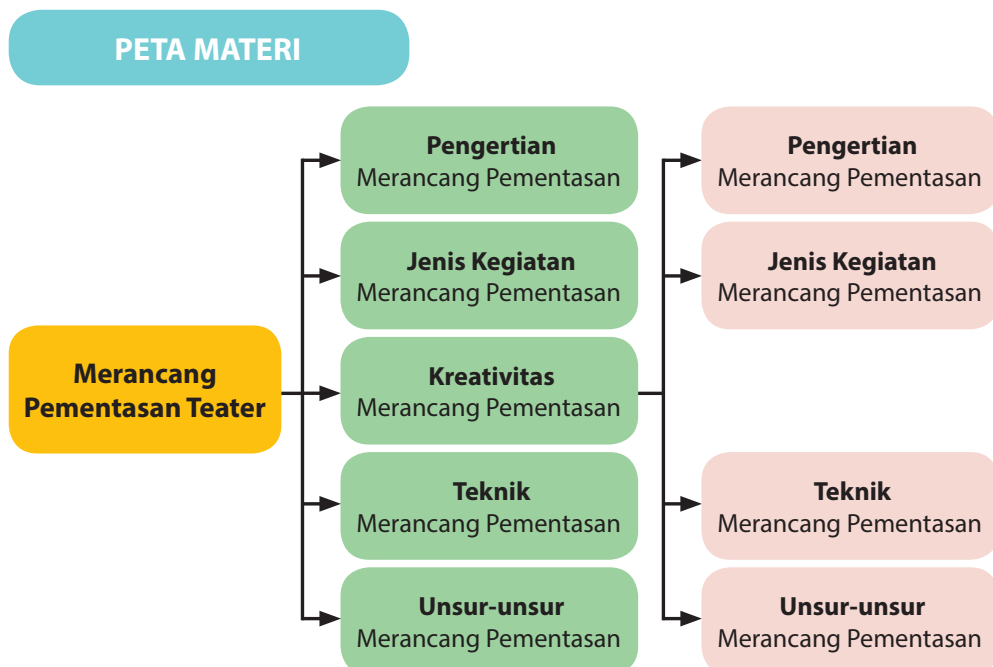 PETA MATERI
Merancang
Pementasan Teater
Pengertian
Merancang Pementasan
Jenis Kegiatan
Merancang Pementasan
Kreativitas
Merancang Pementasan
Teknik
Merancang Pementasan
Unsur-unsur
Merancang Pementasan
Pengertian
Merancang Pementasan
Jenis Kegiatan
Merancang Pementasan
Teknik
Merancang Pementasan
Unsur-unsur
Merancang Pementasan